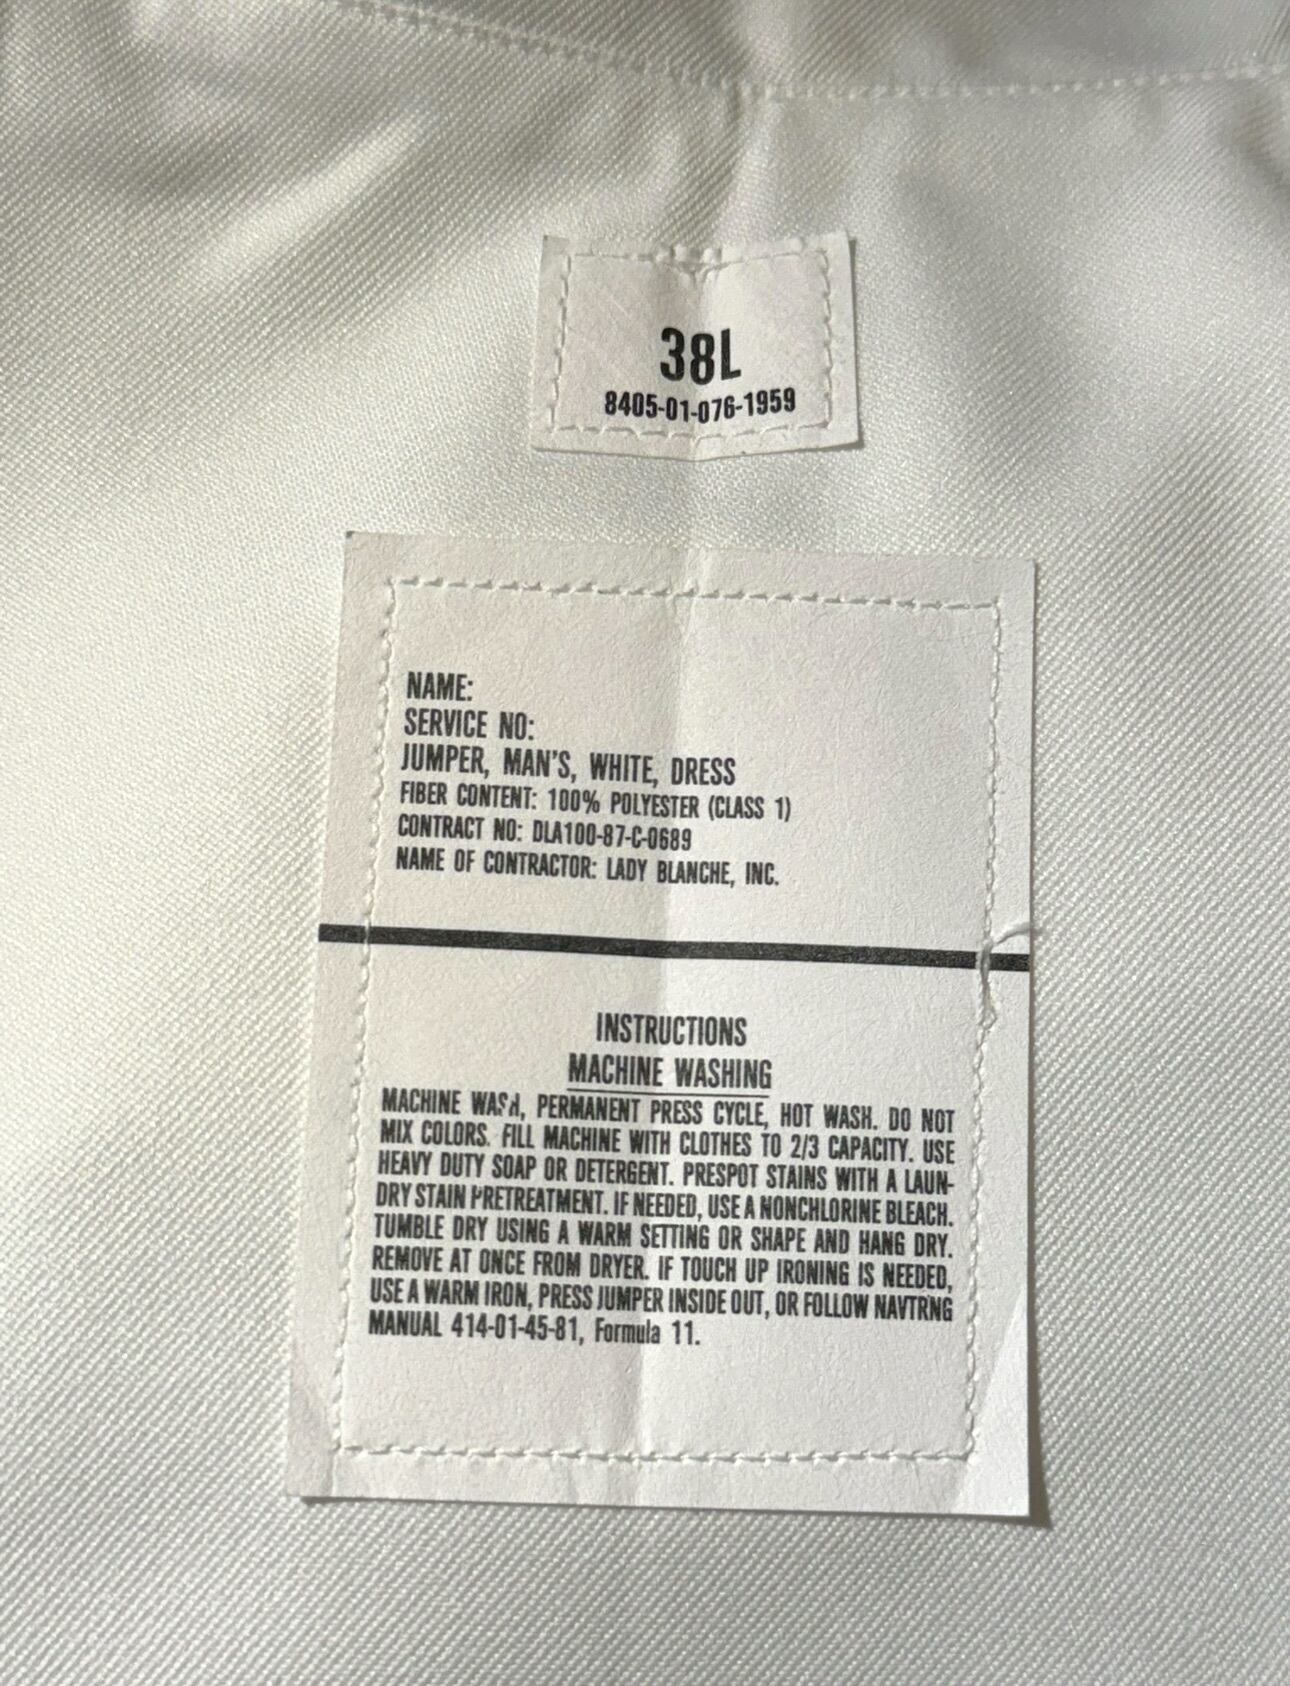 38L
8405-01-076-1959
NAME:
SERVICE NO:
JUMPER, MAN'S, WHITE, DRESS
FIBER CONTENT: 100% POLYESTER (CLASS 1)
CONTRACT NO: DLA100-87-C-0689
NAME OF CONTRACTOR: LADY BLANCHE, INC.
INSTRUCTIONS
MACHINE WASHING
MACHINE WASH, PERMANENT PRESS CYCLE, HOT WASH. DO NOT
MIX COLORS. FILL MACHINE WITH CLOTHES TO 2/3 CAPACITY. USE
HEAVY DUTY SOAP OR DETERGENT. PRESPOT STAINS WITH A LAUN-
DRY STAIN PRETREATMENT. IF NEEDED, USE A NONCHLORINE BLEACH.
TUMBLE DRY USING A WARM SETTING OR SHAPE AND HANG DRY.
REMOVE AT ONCE FROM DRYER. IF TOUCH UP IRONING IS NEEDED,
USE A WARM IRON, PRESS JUMPER INSIDE OUT, OR FOLLOW NAVTRNG
MANUAL 414-01-45-81, Formula 11.